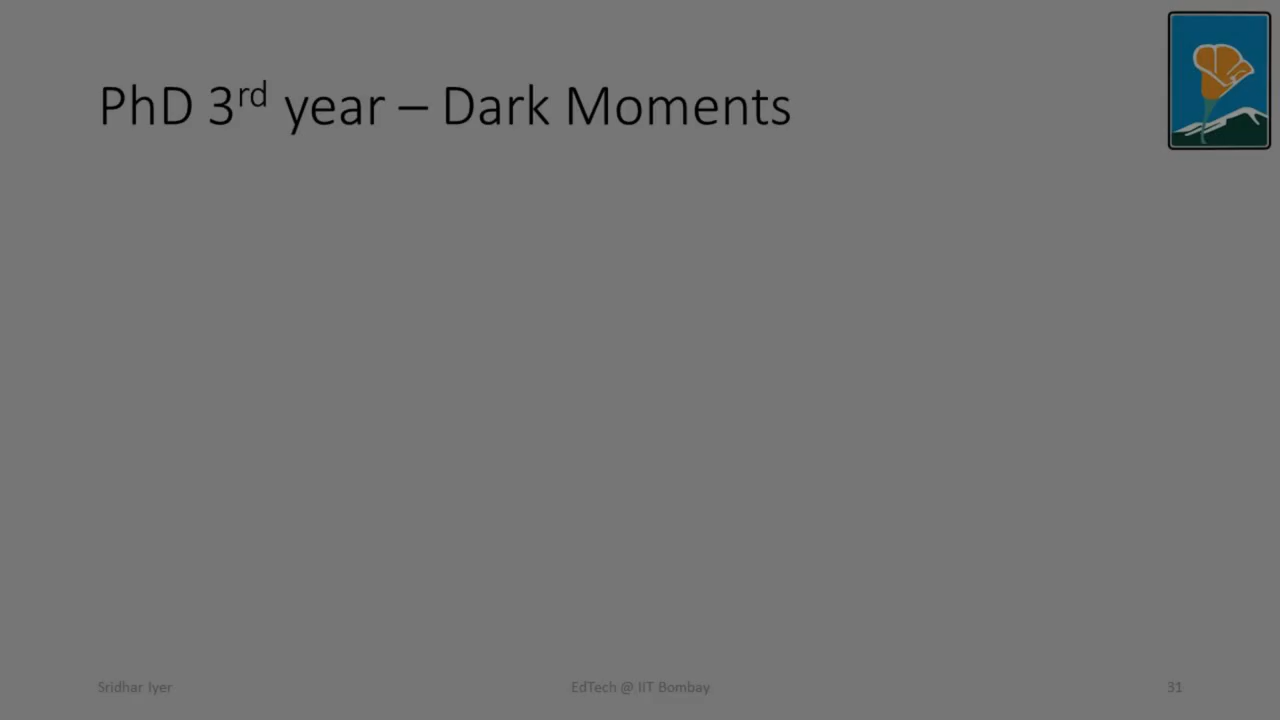 PhD 3rd year – Dark Moments
Sridhar Iyer
EdTech @ IIT Bombay
31